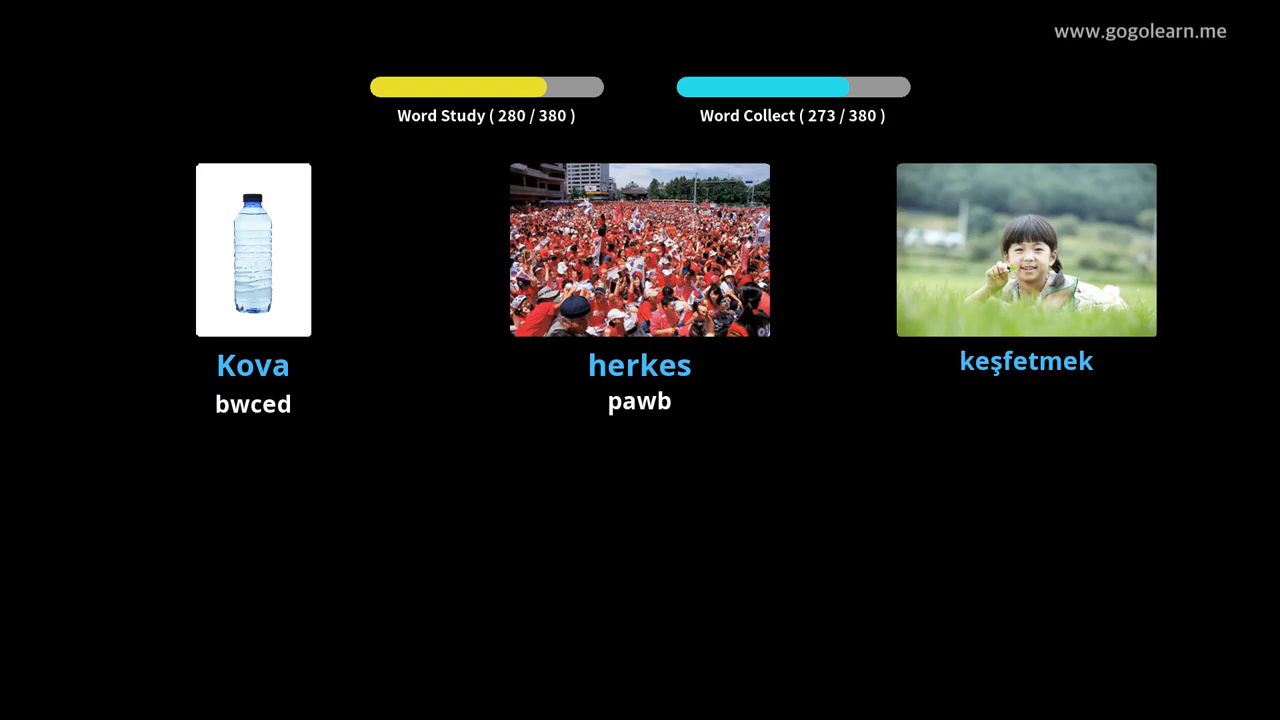 www.gogolearn.me
Word Study ( 280 / 380 )
Word Collect ( 273 / 380 )
Kova
bwced
herkes
pawb
keşfetmek